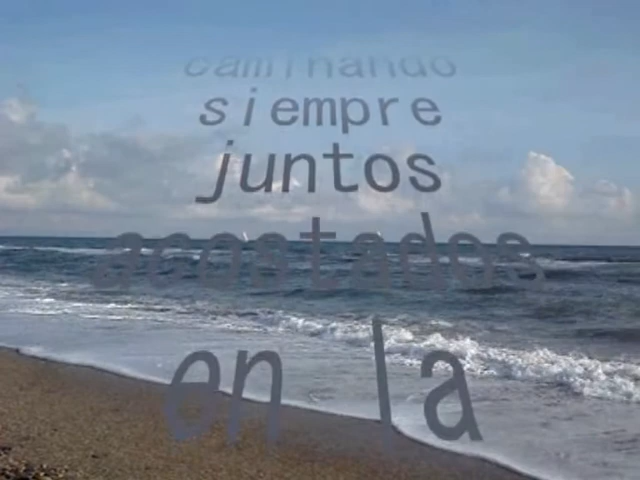 caminando
siempre
juntos
acostados
en la